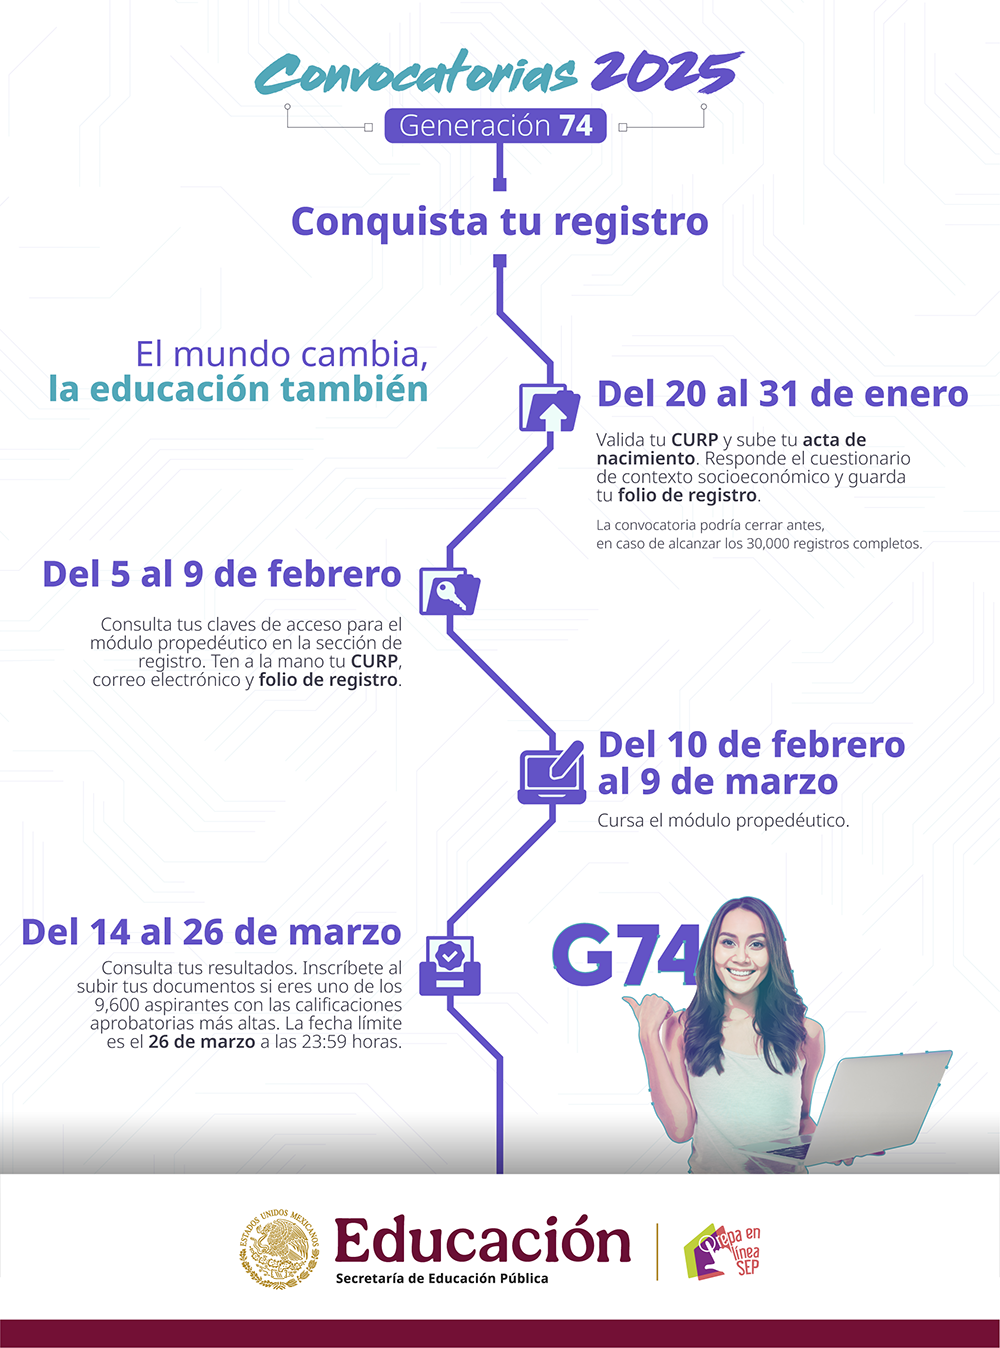 Convocatorias 2025
Generación 74
Conquista tu registro
El mundo cambia,
la educación también
Del 20 al 31 de enero
Valida tu CURP y sube tu acta de
nacimiento. Responde el cuestionario
de contexto socioeconómico y guarda
tu folio de registro.
La convocatoria podría cerrar antes,
en caso de alcanzar los 30,000 registros completos.
Del 5 al 9 de febrero
Consulta tus claves de acceso para el
módulo propedéutico en la sección de
registro. Ten a la mano tu CURP,
correo electrónico y folio de registro.
Del 10 de febrero
al 9 de marzo
Cursa el módulo propedéutico.
Del 14 al 26 de marzo
Consulta tus resultados. Inscríbete al
subir tus documentos si eres uno de los
9,600 aspirantes con las calificaciones
aprobatorias más altas. La fecha límite
es el 26 de marzo a las 23:59 horas.
G74
ESTADOS UNIDOS MEXICANOS
Educación
Secretaría de Educación Pública
Prepa en
línea
SEP